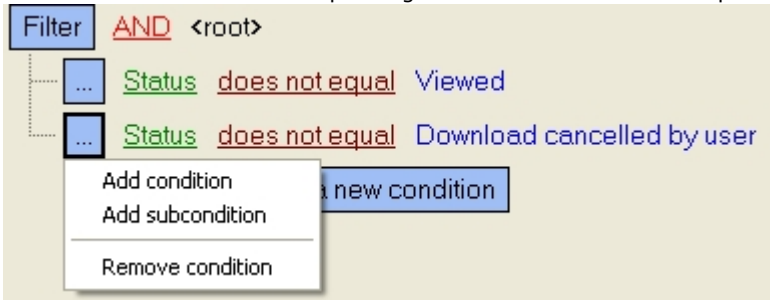 Filter AND <root>
... Status does not equal Viewed
... Status does not equal Download cancelled by user
Add condition
a new condition
Add subcondition
Remove condition